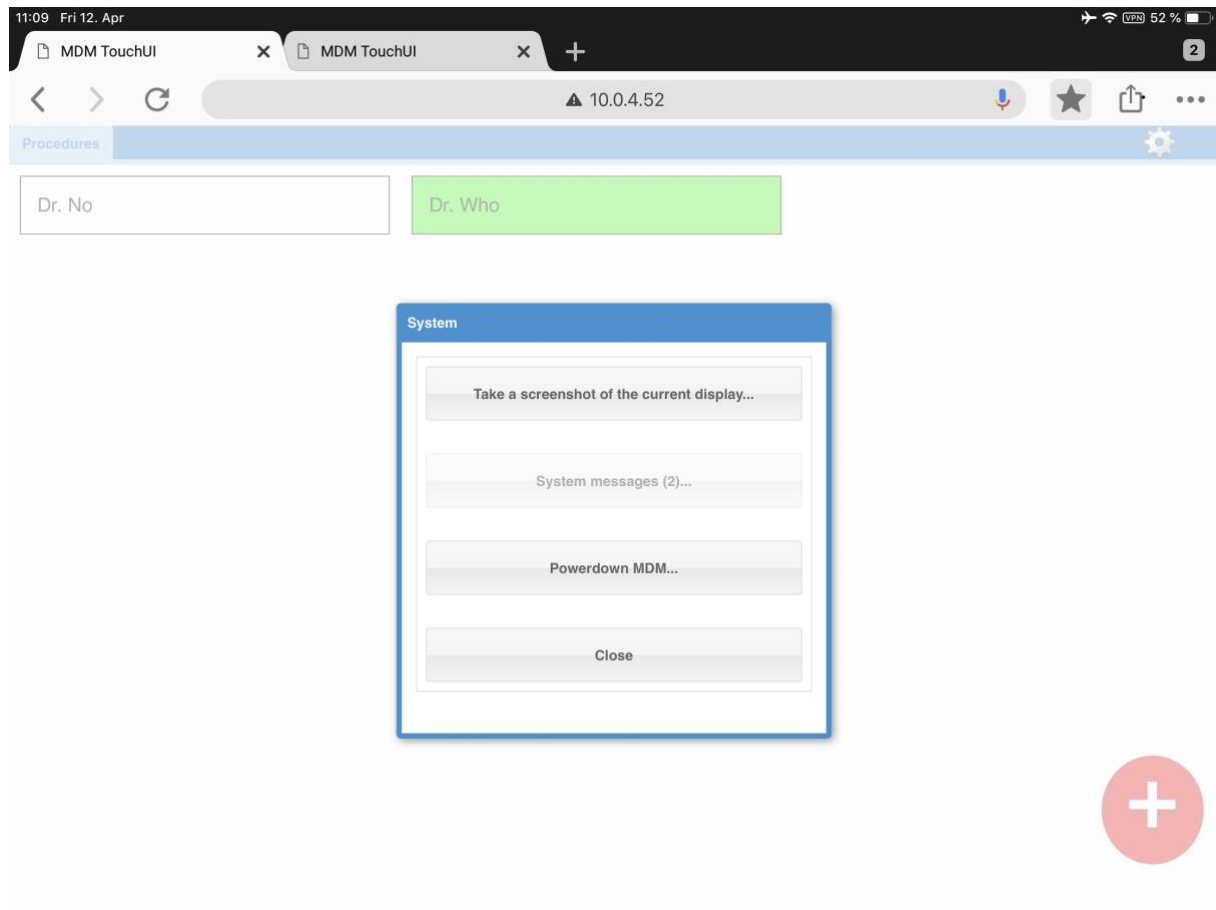 11:09 Fri 12. Apr VPN 52 %
MDM TouchUI MDM TouchUI 2
10.0.4.52
Procedures
Dr. No Dr. Who
System
Take a screenshot of the current display...
System messages (2)...
Powerdown MDM...
Close